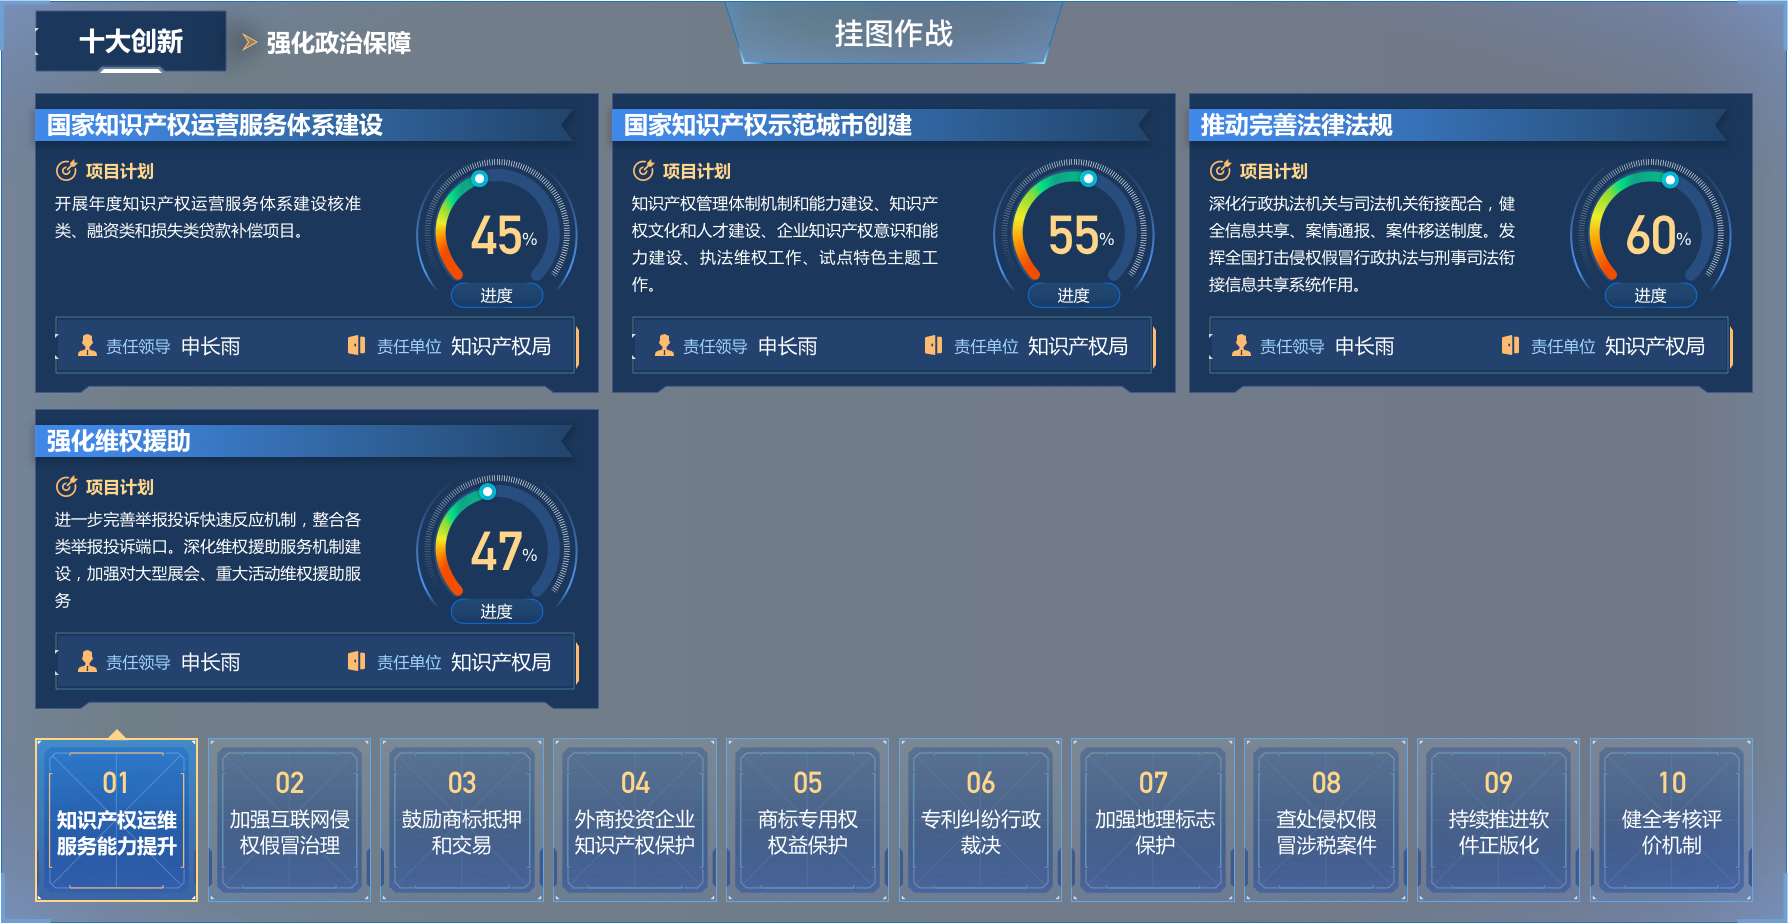 十大创新
强化政治保障
挂图作战
国家知识产权运营服务体系建设
项目计划
开展年度知识产权运营服务体系建设核准
类、融资类和损失类贷款补偿项目。
45%
进度
责任领导 申长雨
责任单位 知识产权局
国家知识产权示范城市创建
项目计划
知识产权管理体制机制和能力建设、知识产
权文化和人才建设、企业知识产权意识和能
力建设、执法维权工作、试点特色主题工
作。
55%
进度
责任领导 申长雨
责任单位 知识产权局
推动完善法律法规
项目计划
深化行政执法机关与司法机关衔接配合，健
全信息共享、案情通报、案件移送制度。发
挥全国打击侵权假冒行政执法与刑事司法衔
接信息共享系统作用。
60%
进度
责任领导 申长雨
责任单位 知识产权局
强化维权援助
项目计划
进一步完善举报投诉快速反应机制，整合各
类举报投诉端口。深化维权援助服务机制建
设，加强对大型展会、重大活动维权援助服
务
47%
进度
责任领导 申长雨
责任单位 知识产权局
01
知识产权运维
服务能力提升
02
加强互联网侵
权假冒治理
03
鼓励商标抵押
和交易
04
外商投资企业
知识产权保护
05
商标专用权
权益保护
06
专利纠纷行政
裁决
07
加强地理标志
保护
08
查处侵权假
冒涉税案件
09
持续推进软
件正版化
10
健全考核评
价机制